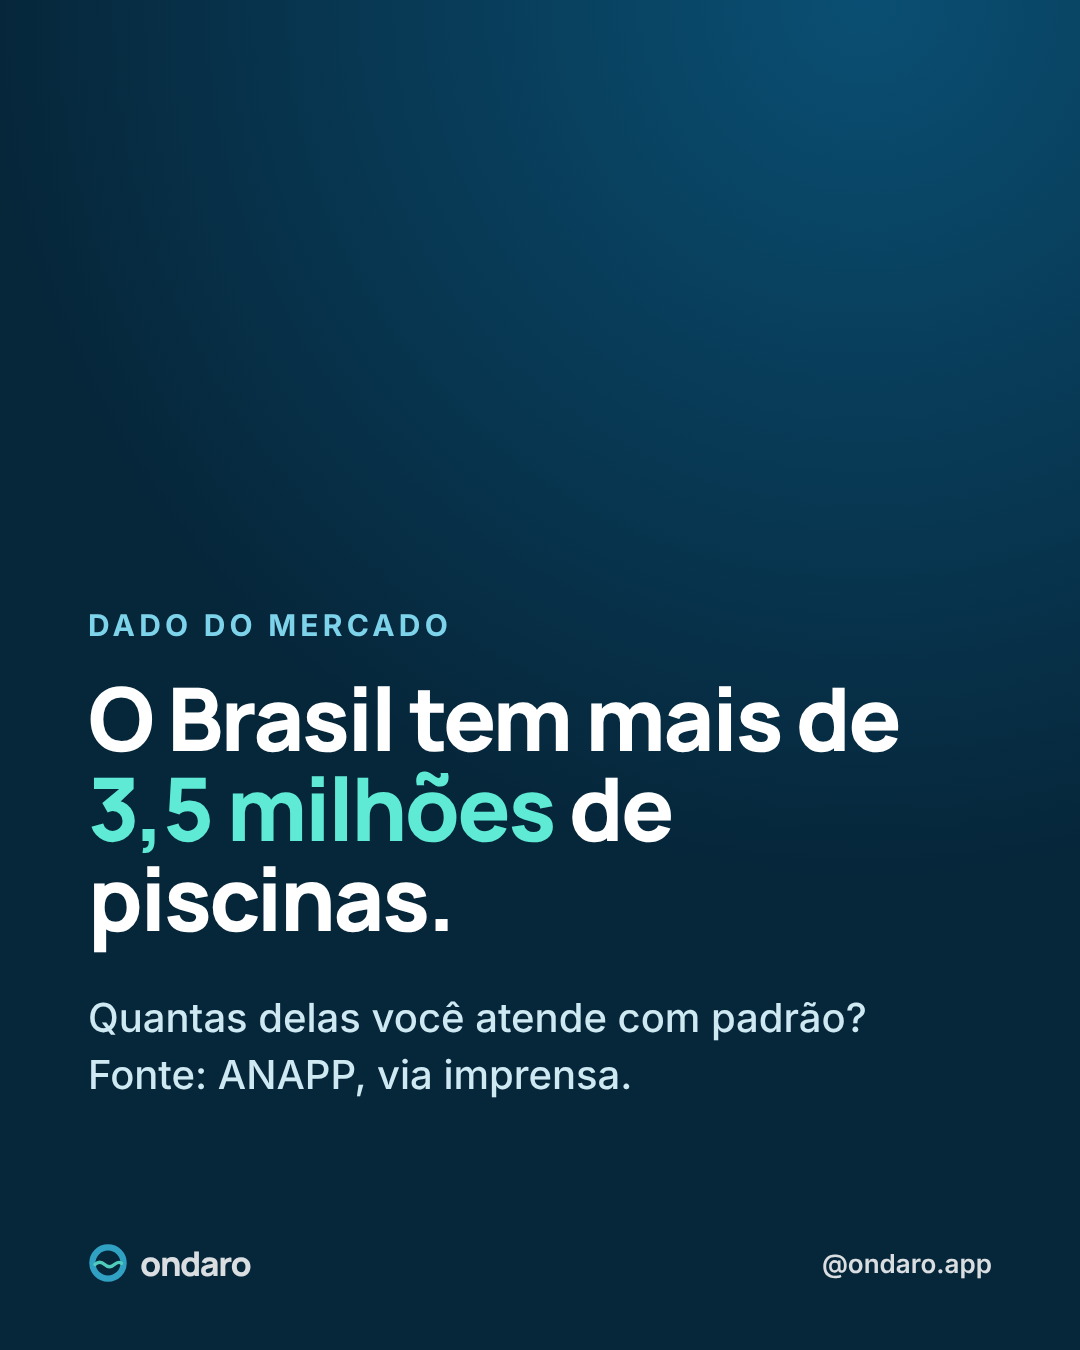 DADO DO MERCADO
O Brasil tem mais de
3,5 milhões de
piscinas.
Quantas delas você atende com padrão?
Fonte: ANAPP, via imprensa.
ondaro
@ondaro.app